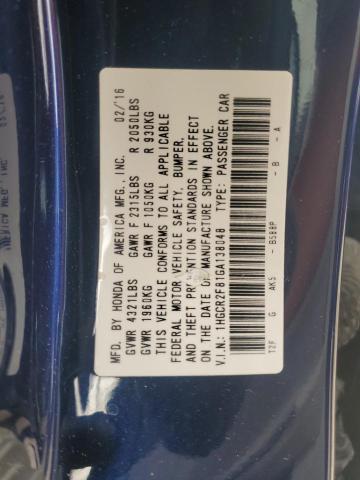 MFD. BY HONDA OF AMERICA MFG., INC. 02/'16
GVWR 4321LBS GAWR F 2315LBS R 2050LBS
GVWR 1960KG GAWR F 1050KG R 930KG
THIS VEHICLE CONFORMS TO ALL APPLICABLE
FEDERAL MOTOR VEHICLE SAFETY, BUMPER,
AND THEFT PREVENTION STANDARDS IN EFFECT
ON THE DATE OF MANUFACTURE SHOWN ABOVE.
V.I.N.: 1HGCR2F81GA138048 TYPE: PASSENGER CAR
T2F G AK5 - B588P - B - A